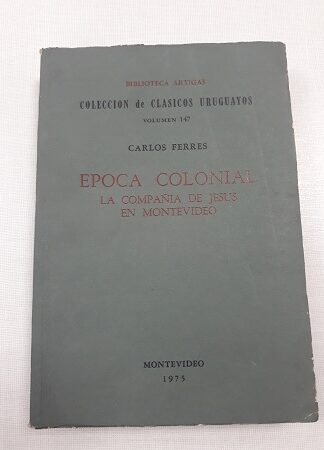 BIBLIOTECA ARTIGAS
COLECCION de CLASICOS URUGUAYOS
VOLUMEN 147
CARLOS FERRES
EPOCA COLONIAL
LA COMPAÑIA DE JESUS
EN MONTEVIDEO
MONTEVIDEO
1975